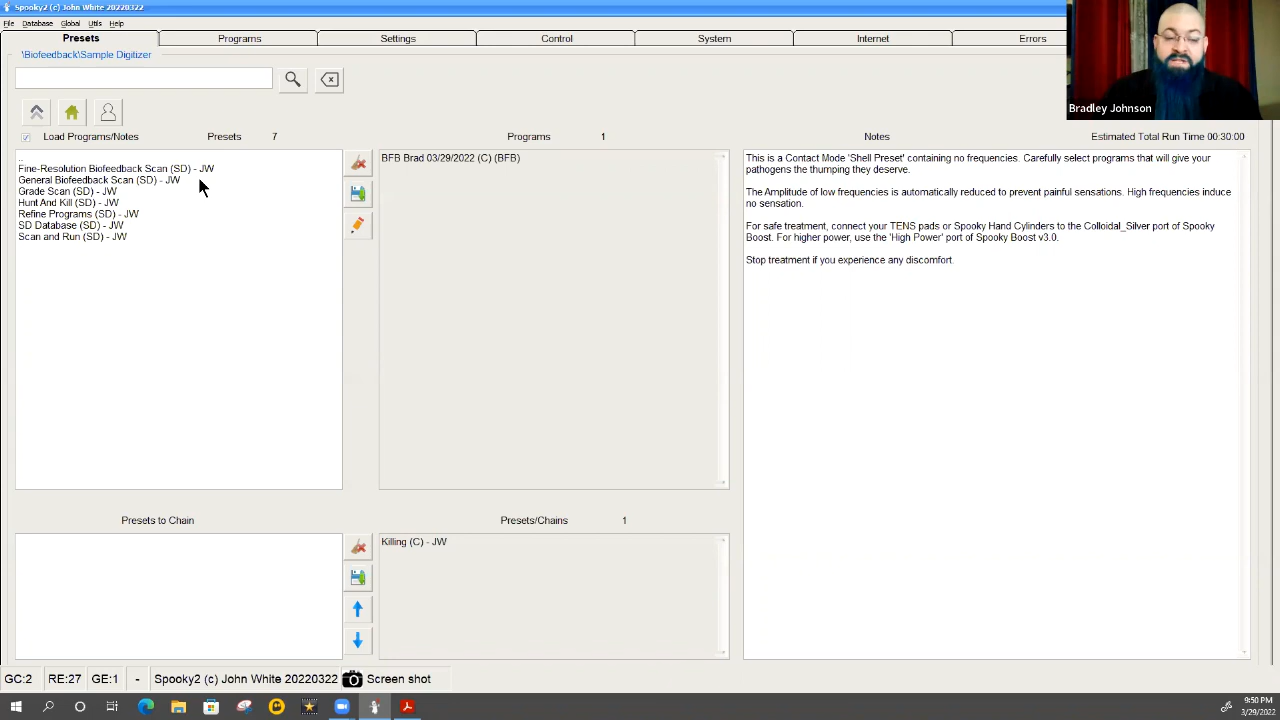 Spooky2 (c) John White 20220322
File Database Global Utils Help
Presets Programs Settings Control System Internet Errors
\Biofeedback\Sample Digitizer
Bradley Johnson
Load Programs/Notes Presets 7 Programs 1 Notes Estimated Total Run Time 00:30:00
..
Fine-Resolution Biofeedback Scan (SD) - JW
General Biofeedback Scan (SD) - JW
Grade Scan (SD) - JW
Hunt And Kill (SD) - JW
Refine Programs (SD) - JW
SD Database (SD) - JW
Scan and Run (SD) - JW
BFB Brad 03/29/2022 (C) (BFB)
This is a Contact Mode 'Shell Preset' containing no frequencies. Carefully select programs that will give your
pathogens the thumping they deserve.
The Amplitude of low frequencies is automatically reduced to prevent painful sensations. High frequencies induce
no sensation.
For safe treatment, connect your TENS pads or Spooky Hand Cylinders to the Colloidal_Silver port of Spooky
Boost. For higher power, use the 'High Power' port of Spooky Boost v3.0.
Stop treatment if you experience any discomfort.
Presets to Chain Presets/Chains 1
Killing (C) - JW
GC:2 RE:27 GE:1 - Spooky2 (c) John White 20220322 Screen shot
9:50 PM
3/29/2022